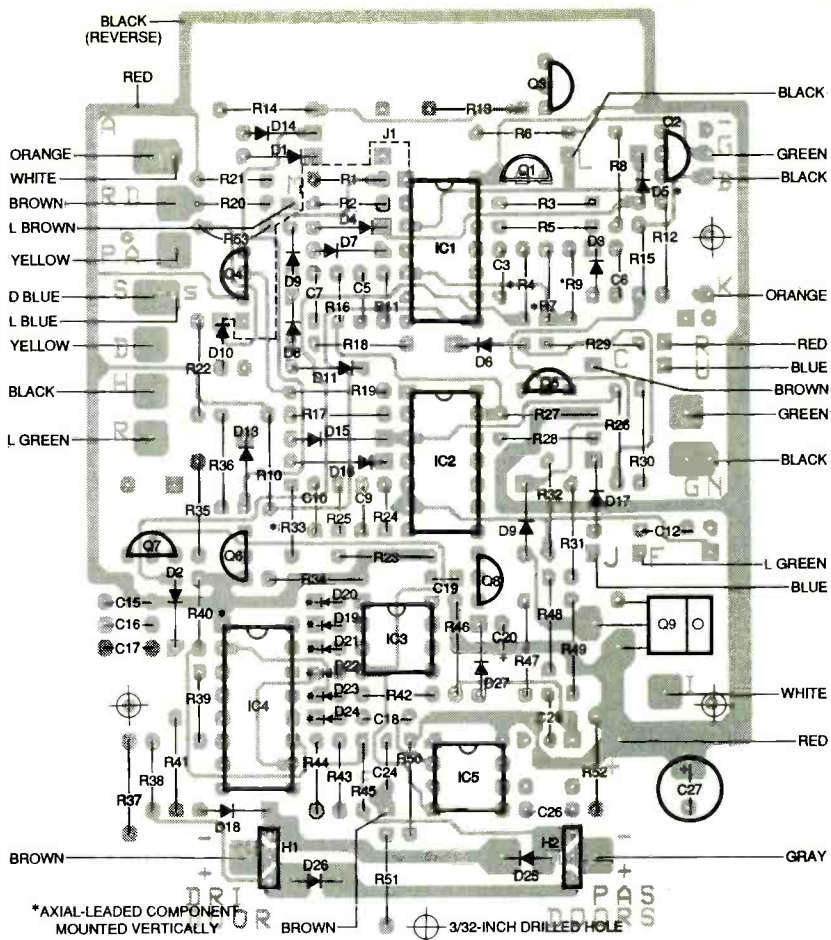 BLACK
(REVERSE)
RED
Q3
BLACK
R14
R13
A
D14
R6
Q2
I
J1
D1
Q1
L
R8
G
GREEN
ORANGE
WHITE
R21
R1
D5*
B
BLACK
BROWN
RD
R20
M
R2
R3
L BROWN
D4
R5
R12
R53
IC1
D3
YELLOW
PA
Q4
D7
R15
D9
C3
*R4
*R9
C6
D BLUE
S
S
C7
R16
C5
R11
*R7
K
ORANGE
L BLUE
YELLOW
B
D10
D8
R18
D6
R29
RED
BLUE
R22
D11
C
BROWN
BLACK
H
R19
Q5
R17
R27
R26
GREEN
L GREEN
R
D15
R28
R36
D13
R10
D16
IC2
R30
BLACK
R32
GN
R35
C10
C9
D17
*R33
R25
R24
D9
R31
C12
Q7
Q6
R23
J
F
L GREEN
D2
R34
C19
Q8
BLUE
C15
R40*
*D20
R48
C16
*D19
IC3
R46
C20
Q9
C17
*D21
R47
R49
*D22
D27
R39
IC4
*D23
R42
I
WHITE
*D24
C18
R41
R50
RED
R38
R44
R43
C24
IC5
R52
+
R37
R45
C27
D18
C26
H1
H2
BROWN
D26
R51
D25
GRAY
DRI
PAS
DOORS
*AXIAL-LEADED COMPONENT
MOUNTED VERTICALLY
BROWN
3/32-INCH DRILLED HOLE